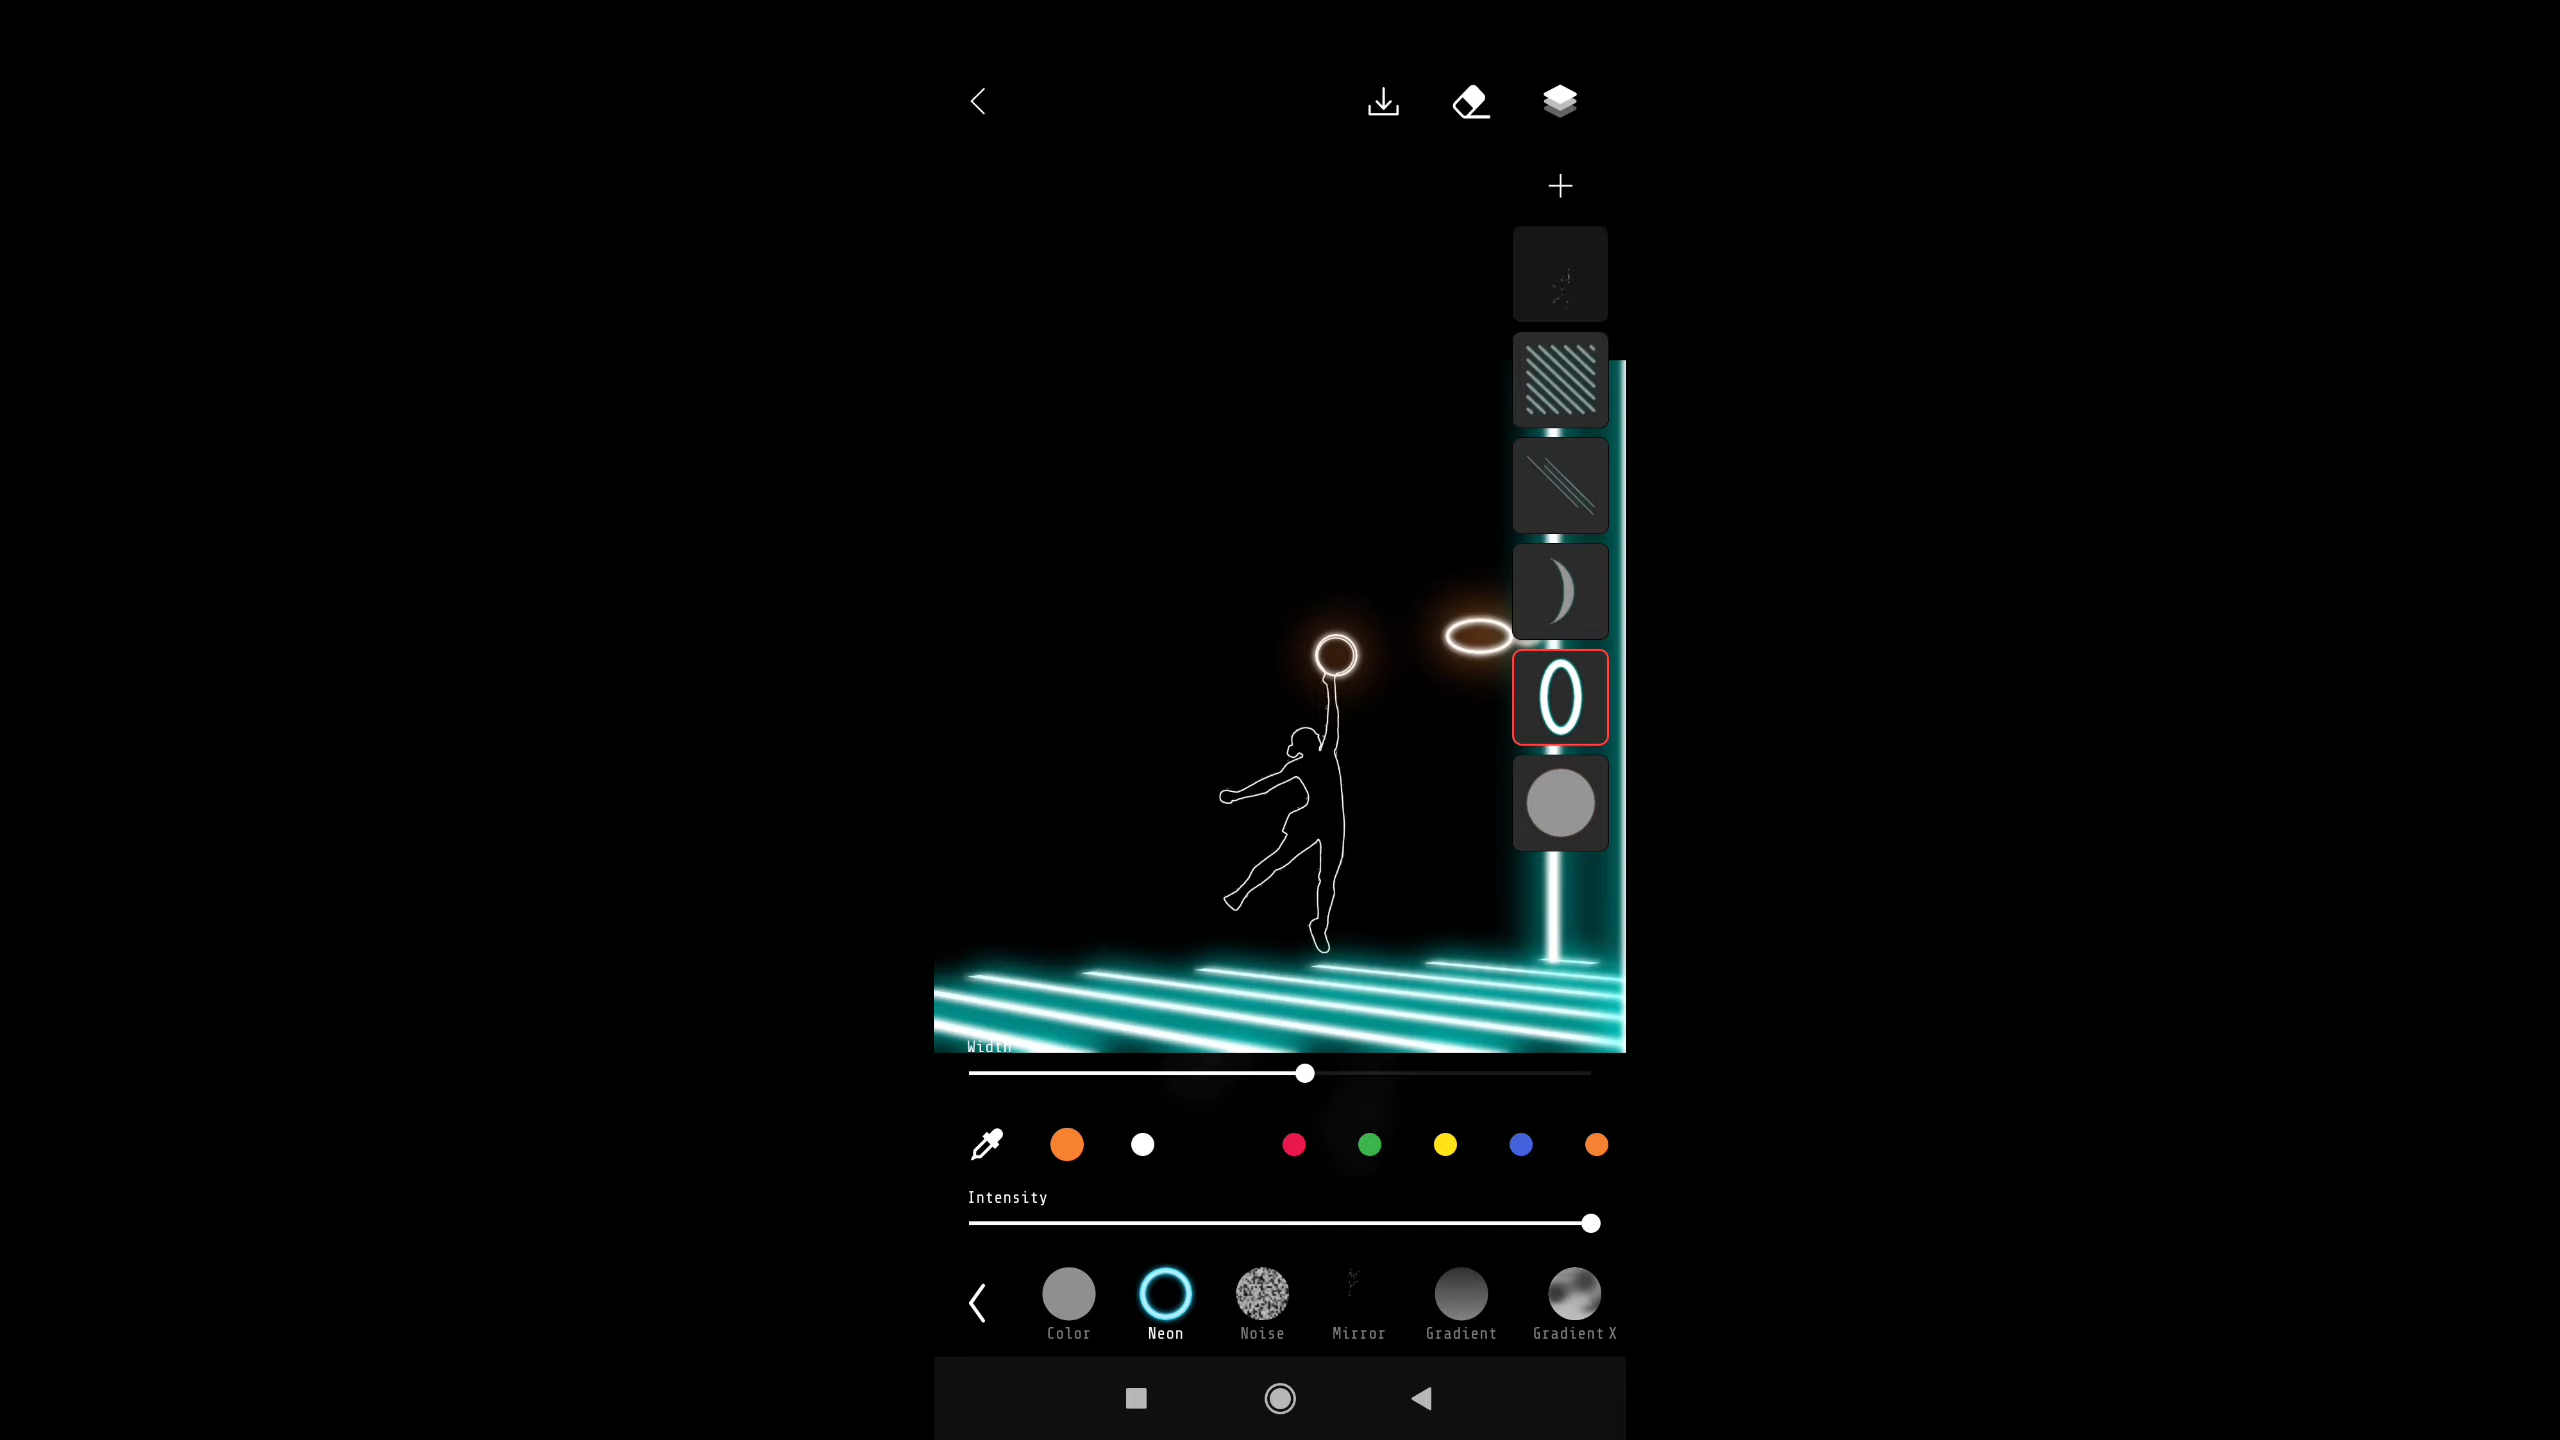 Width
Intensity
Color
Neon
Noise
Mirror
Gradient
Gradient X